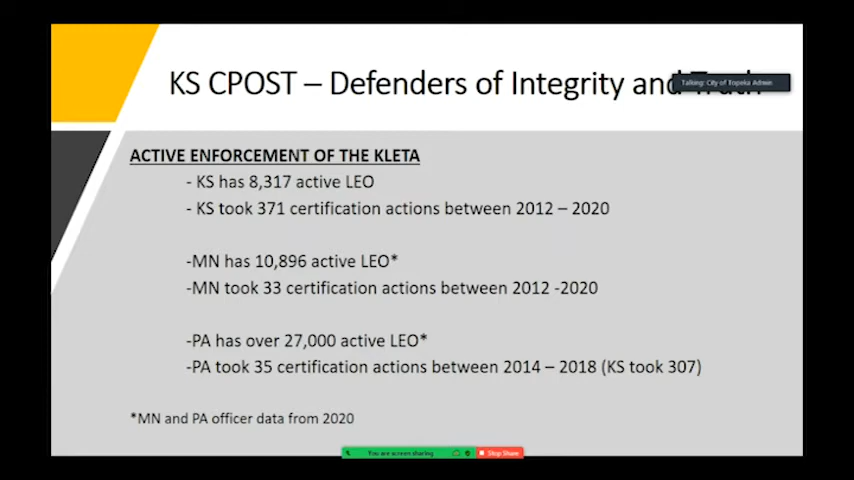 KS CPOST – Defenders of Integrity and Truth
Talking: City of Topeka Admin
ACTIVE ENFORCEMENT OF THE KLETA
- KS has 8,317 active LEO
- KS took 371 certification actions between 2012 – 2020
-MN has 10,896 active LEO*
-MN took 33 certification actions between 2012 -2020
-PA has over 27,000 active LEO*
-PA took 35 certification actions between 2014 – 2018 (KS took 307)
*MN and PA officer data from 2020
You are screen sharing
Stop Share